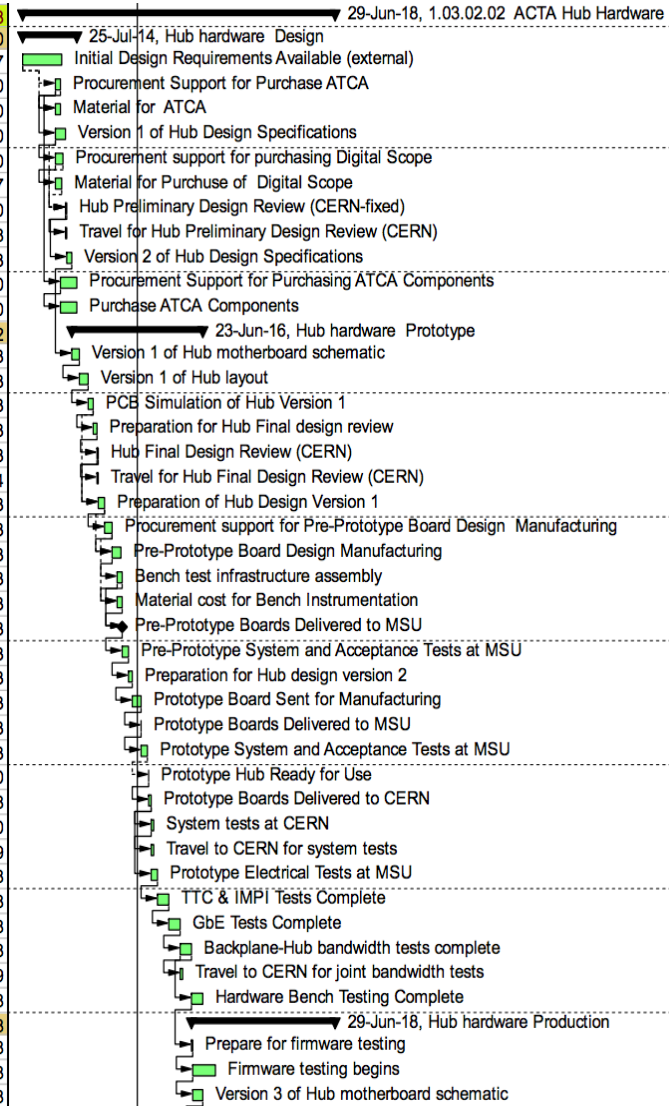 29-Jun-18, 1.03.02.02 ACTA Hub Hardware
25-Jul-14, Hub hardware Design
Initial Design Requirements Available (external)
Procurement Support for Purchase ATCA
Material for ATCA
Version 1 of Hub Design Specifications
Procurement support for purchasing Digital Scope
Material for Purchuse of Digital Scope
Hub Preliminary Design Review (CERN-fixed)
Travel for Hub Preliminary Design Review (CERN)
Version 2 of Hub Design Specifications
Procurement Support for Purchasing ATCA Components
Purchase ATCA Components
23-Jun-16, Hub hardware Prototype
Version 1 of Hub motherboard schematic
Version 1 of Hub layout
PCB Simulation of Hub Version 1
Preparation for Hub Final design review
Hub Final Design Review (CERN)
Travel for Hub Final Design Review (CERN)
Preparation of Hub Design Version 1
Procurement support for Pre-Prototype Board Design Manufacturing
Pre-Prototype Board Design Manufacturing
Bench test infrastructure assembly
Material cost for Bench Instrumentation
Pre-Prototype Boards Delivered to MSU
Pre-Prototype System and Acceptance Tests at MSU
Preparation for Hub design version 2
Prototype Board Sent for Manufacturing
Prototype Boards Delivered to MSU
Prototype System and Acceptance Tests at MSU
Prototype Hub Ready for Use
Prototype Boards Delivered to CERN
System tests at CERN
Travel to CERN for system tests
Prototype Electrical Tests at MSU
TTC & IMPI Tests Complete
GbE Tests Complete
Backplane-Hub bandwidth tests complete
Travel to CERN for joint bandwidth tests
Hardware Bench Testing Complete
29-Jun-18, Hub hardware Production
Prepare for firmware testing
Firmware testing begins
Version 3 of Hub motherboard schematic